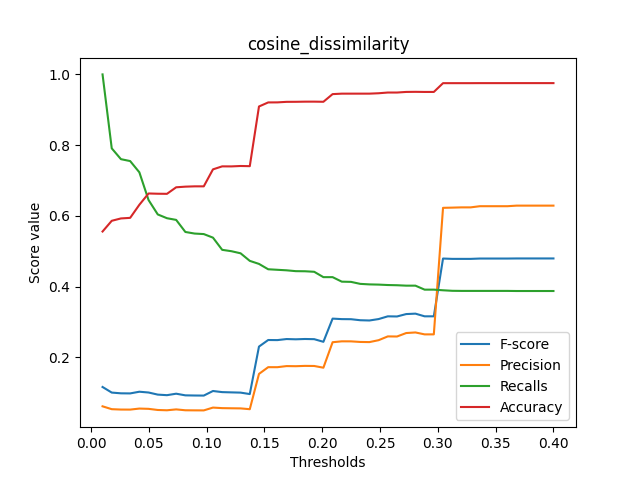 cosine_dissimilarity
Score value
1.0
0.8
0.6
0.4
0.2
0.00 0.05 0.10 0.15 0.20 0.25 0.30 0.35 0.40
Thresholds
F-score
Precision
Recalls
Accuracy